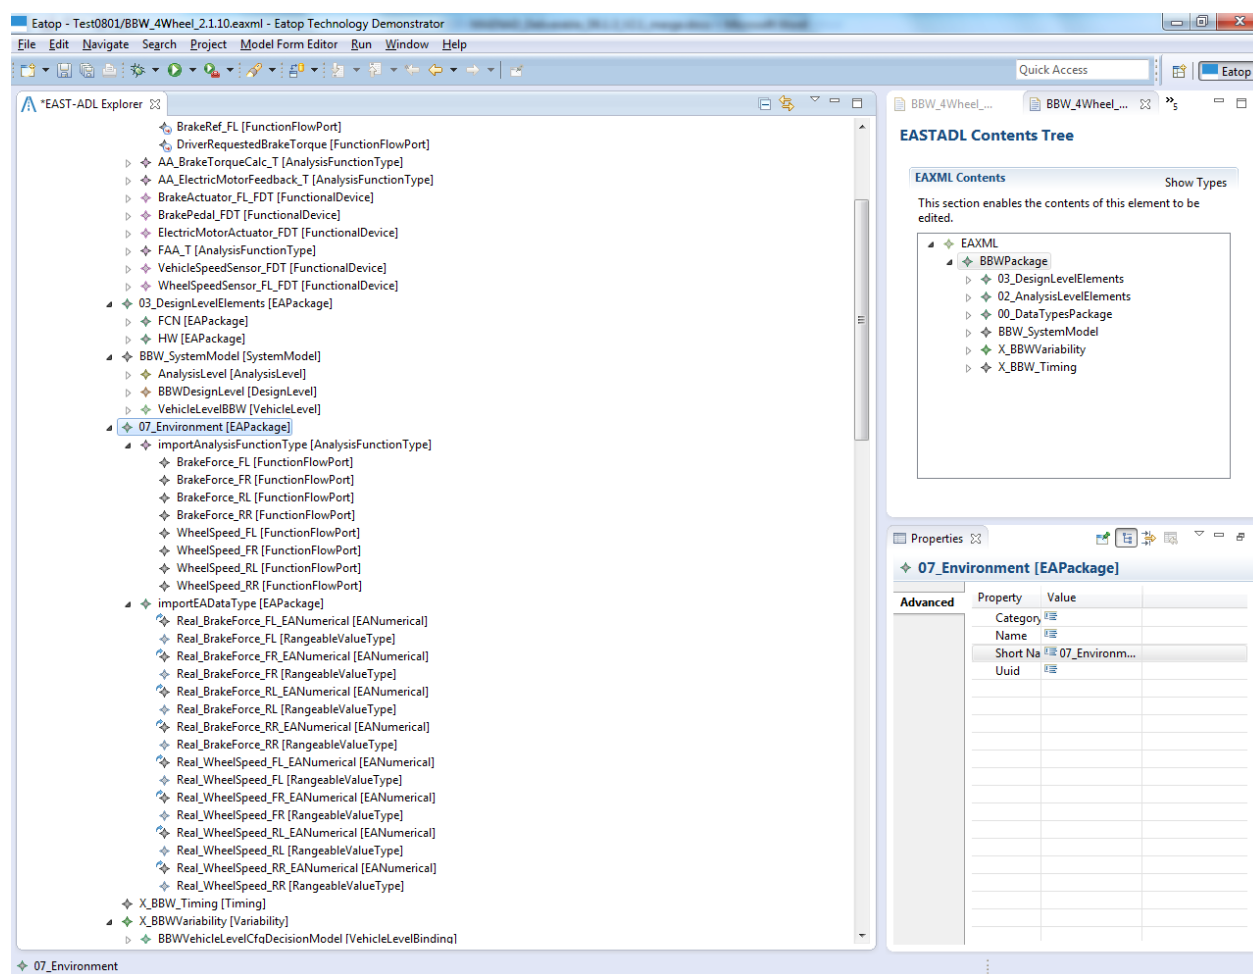 Eatop - Test0801/BBW_4Wheel_2.1.10.eaxml - Eatop Technology Demonstrator
File Edit Navigate Search Project Model Form Editor Run Window Help
Quick Access
Eatop
*EAST-ADL Explorer
BrakeRef_FL [FunctionFlowPort]
DriverRequestedBrakeTorque [FunctionFlowPort]
AA_BrakeTorqueCalc_T [AnalysisFunctionType]
AA_ElectricMotorFeedback_T [AnalysisFunctionType]
BrakeActuator_FL_FDT [FunctionalDevice]
BrakePedal_FDT [FunctionalDevice]
ElectricMotorActuator_FDT [FunctionalDevice]
FAA_T [AnalysisFunctionType]
VehicleSpeedSensor_FDT [FunctionalDevice]
WheelSpeedSensor_FL_FDT [FunctionalDevice]
03_DesignLevelElements [EAPackage]
FCN [EAPackage]
HW [EAPackage]
BBW_SystemModel [SystemModel]
AnalysisLevel [AnalysisLevel]
BBWDesignLevel [DesignLevel]
VehicleLevelBBW [VehicleLevel]
07_Environment [EAPackage]
importAnalysisFunctionType [AnalysisFunctionType]
BrakeForce_FL [FunctionFlowPort]
BrakeForce_FR [FunctionFlowPort]
BrakeForce_RL [FunctionFlowPort]
BrakeForce_RR [FunctionFlowPort]
WheelSpeed_FL [FunctionFlowPort]
WheelSpeed_FR [FunctionFlowPort]
WheelSpeed_RL [FunctionFlowPort]
WheelSpeed_RR [FunctionFlowPort]
importEADataType [EAPackage]
Real_BrakeForce_FL_EANumerical [EANumerical]
Real_BrakeForce_FL [RangeableValueType]
Real_BrakeForce_FR_EANumerical [EANumerical]
Real_BrakeForce_FR [RangeableValueType]
Real_BrakeForce_RL_EANumerical [EANumerical]
Real_BrakeForce_RL [RangeableValueType]
Real_BrakeForce_RR_EANumerical [EANumerical]
Real_BrakeForce_RR [RangeableValueType]
Real_WheelSpeed_FL_EANumerical [EANumerical]
Real_WheelSpeed_FL [RangeableValueType]
Real_WheelSpeed_FR_EANumerical [EANumerical]
Real_WheelSpeed_FR [RangeableValueType]
Real_WheelSpeed_RL_EANumerical [EANumerical]
Real_WheelSpeed_RL [RangeableValueType]
Real_WheelSpeed_RR_EANumerical [EANumerical]
Real_WheelSpeed_RR [RangeableValueType]
X_BBW_Timing [Timing]
X_BBWVariability [Variability]
BBWVehicleLevelCfgDecisionModel [VehicleLevelBinding]
BBW_4Wheel_... BBW_4Wheel_... »5
EASTADL Contents Tree
EAXML Contents
Show Types
This section enables the contents of this element to be
edited.
EAXML
BBWPackage
03_DesignLevelElements
02_AnalysisLevelElements
00_DataTypesPackage
BBW_SystemModel
X_BBWVariability
X_BBW_Timing
Properties
07_Environment [EAPackage]
Advanced
Property Value
Category
Name
Short Na 07_Environm...
Uuid
07_Environment